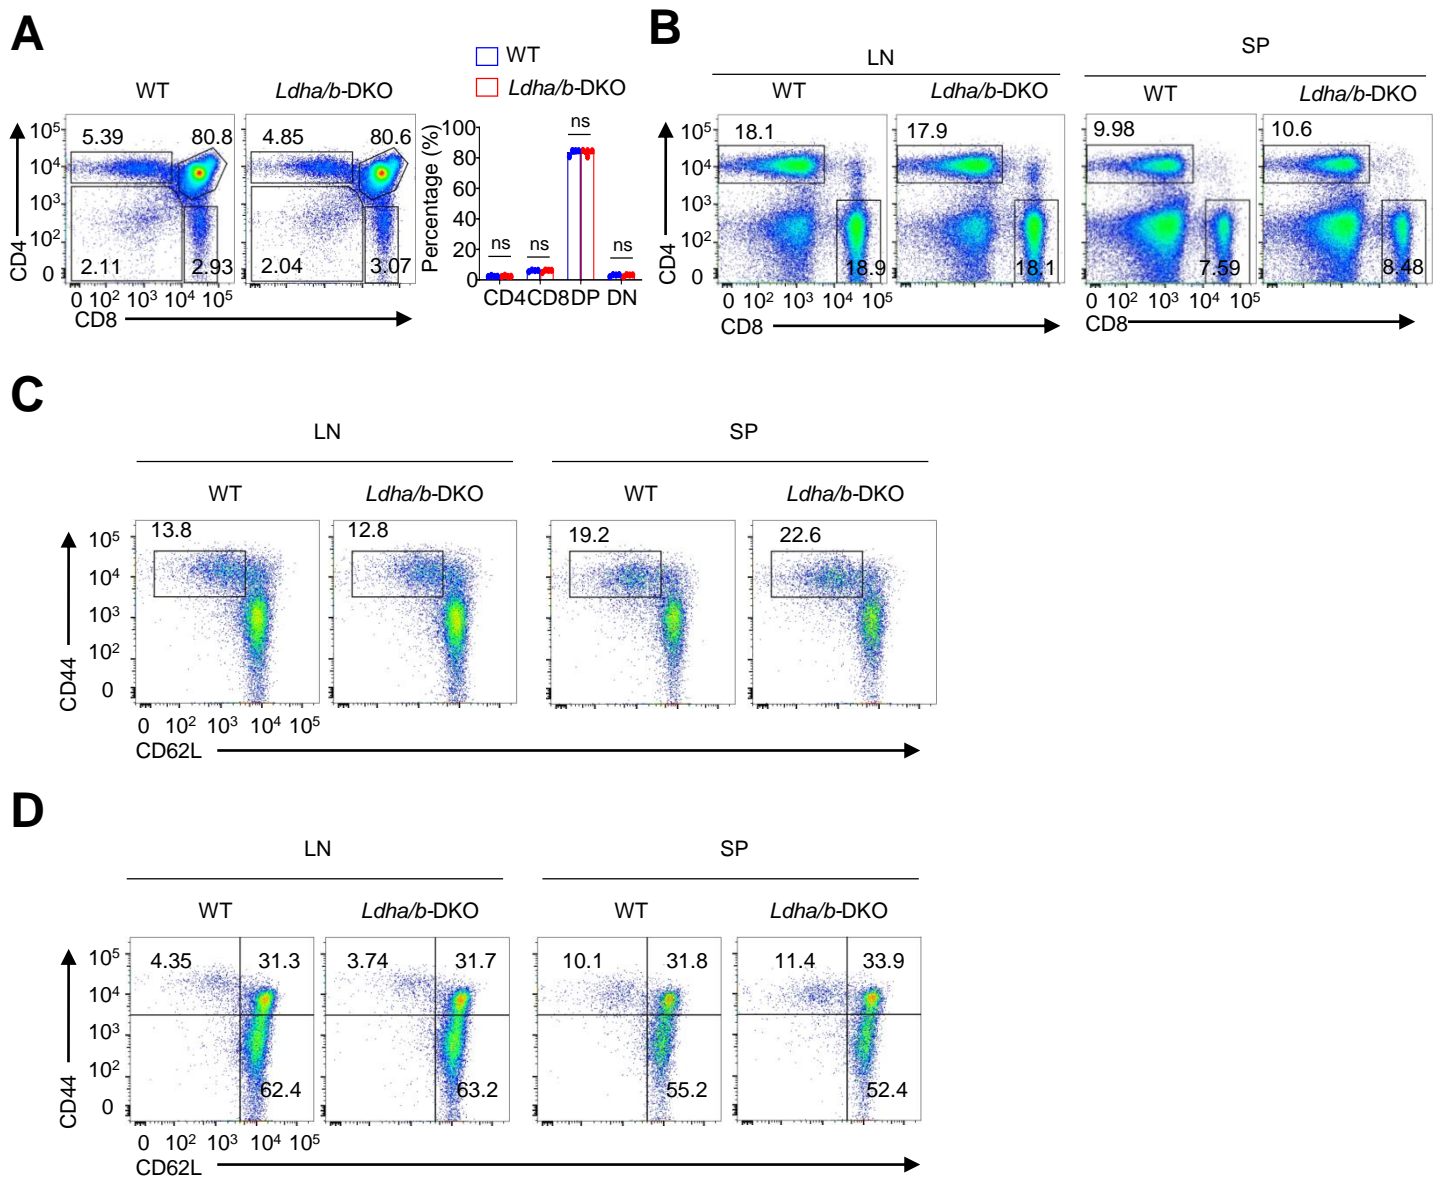 A
WT
Ldha/b-DKO
CD4
10⁵
10⁴
10³
10²
0
5.39
80.8
2.11
2.93
4.85
80.6
2.04
3.07
0 10² 10³ 10⁴ 10⁵
CD8
WT
Ldha/b-DKO
Percentage (%)
100
80
60
40
20
0
ns
ns
ns
ns
CD4 CD8 DP DN
B
LN
SP
WT
Ldha/b-DKO
WT
Ldha/b-DKO
CD4
10⁵
10⁴
10³
10²
0
18.1
18.9
17.9
18.1
0 10² 10³ 10⁴ 10⁵
CD8
10⁵
10⁴
10³
10²
0
9.98
7.59
10.6
8.48
0 10² 10³ 10⁴ 10⁵
CD8
C
LN
SP
WT
Ldha/b-DKO
WT
Ldha/b-DKO
CD44
10⁵
10⁴
10³
10²
0
13.8
12.8
19.2
22.6
0 10² 10³ 10⁴ 10⁵
CD62L
D
LN
SP
WT
Ldha/b-DKO
WT
Ldha/b-DKO
CD44
10⁵
10⁴
10³
10²
0
4.35
31.3
62.4
3.74
31.7
63.2
10.1
31.8
55.2
11.4
33.9
52.4
0 10² 10³ 10⁴ 10⁵
CD62L